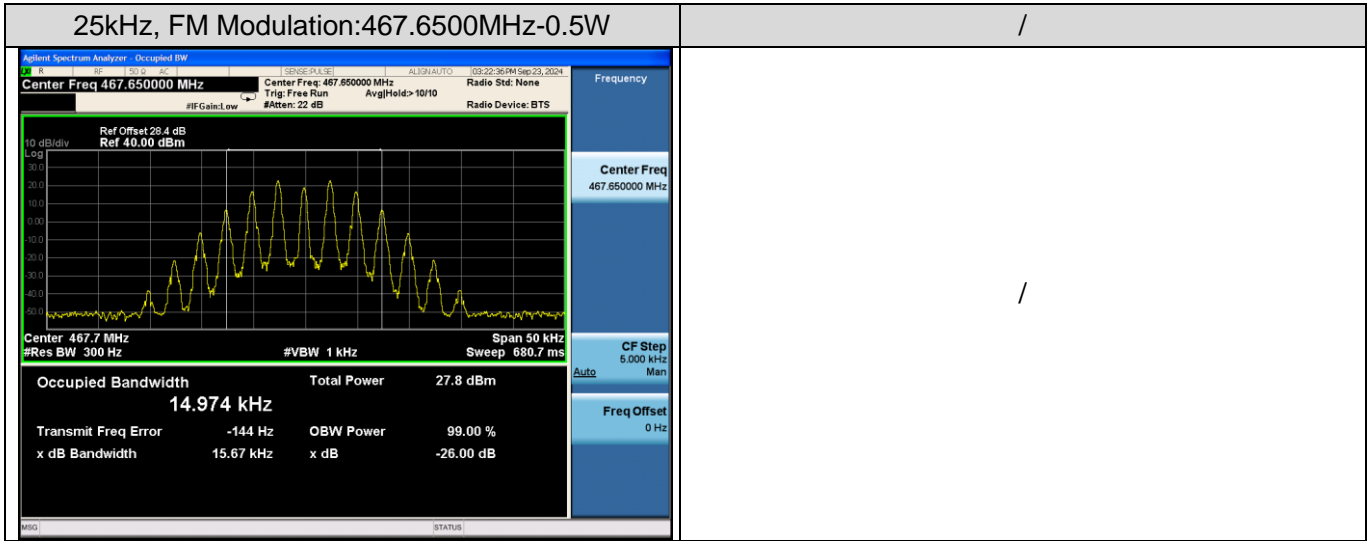 25kHz, FM Modulation:467.6500MHz-0.5W /
Agilent Spectrum Analyzer - Occupied BW
R RF 50 Ω AC SENSE:PULSE ALIGNAUTO 03:22:36 PM Sep 23, 2024
Center Freq 467.650000 MHz Center Freq: 467.650000 MHz Radio Std: None Frequency
Trig: Free Run Avg|Hold:>10/10
#IFGain:Low #Atten: 22 dB Radio Device: BTS
Ref Offset 28.4 dB
10 dB/div Ref 40.00 dBm
Log
30.0
20.0
10.0
0.00
-10.0
-20.0
-30.0
-40.0
-50.0
Center Freq
467.650000 MHz
/
Center 467.7 MHz Span 50 kHz
#Res BW 300 Hz #VBW 1 kHz Sweep 680.7 ms
CF Step
5.000 kHz
Auto Man
Occupied Bandwidth Total Power 27.8 dBm
14.974 kHz
Freq Offset
0 Hz
Transmit Freq Error -144 Hz OBW Power 99.00 %
x dB Bandwidth 15.67 kHz x dB -26.00 dB
MSG STATUS